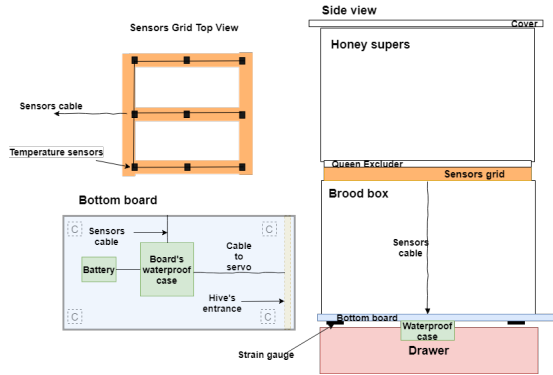 Sensors Grid Top View
Sensors cable
Temperature sensors
Bottom board
C
C
Sensors
cable
Cable
to
servo
Battery
Board's
waterproof
case
Hive's
entrance
C
C
Side view
Cover
Honey supers
Queen Excluder
Sensors grid
Brood box
Sensors
cable
Bottom board
Waterproof
case
Strain gauge
Drawer